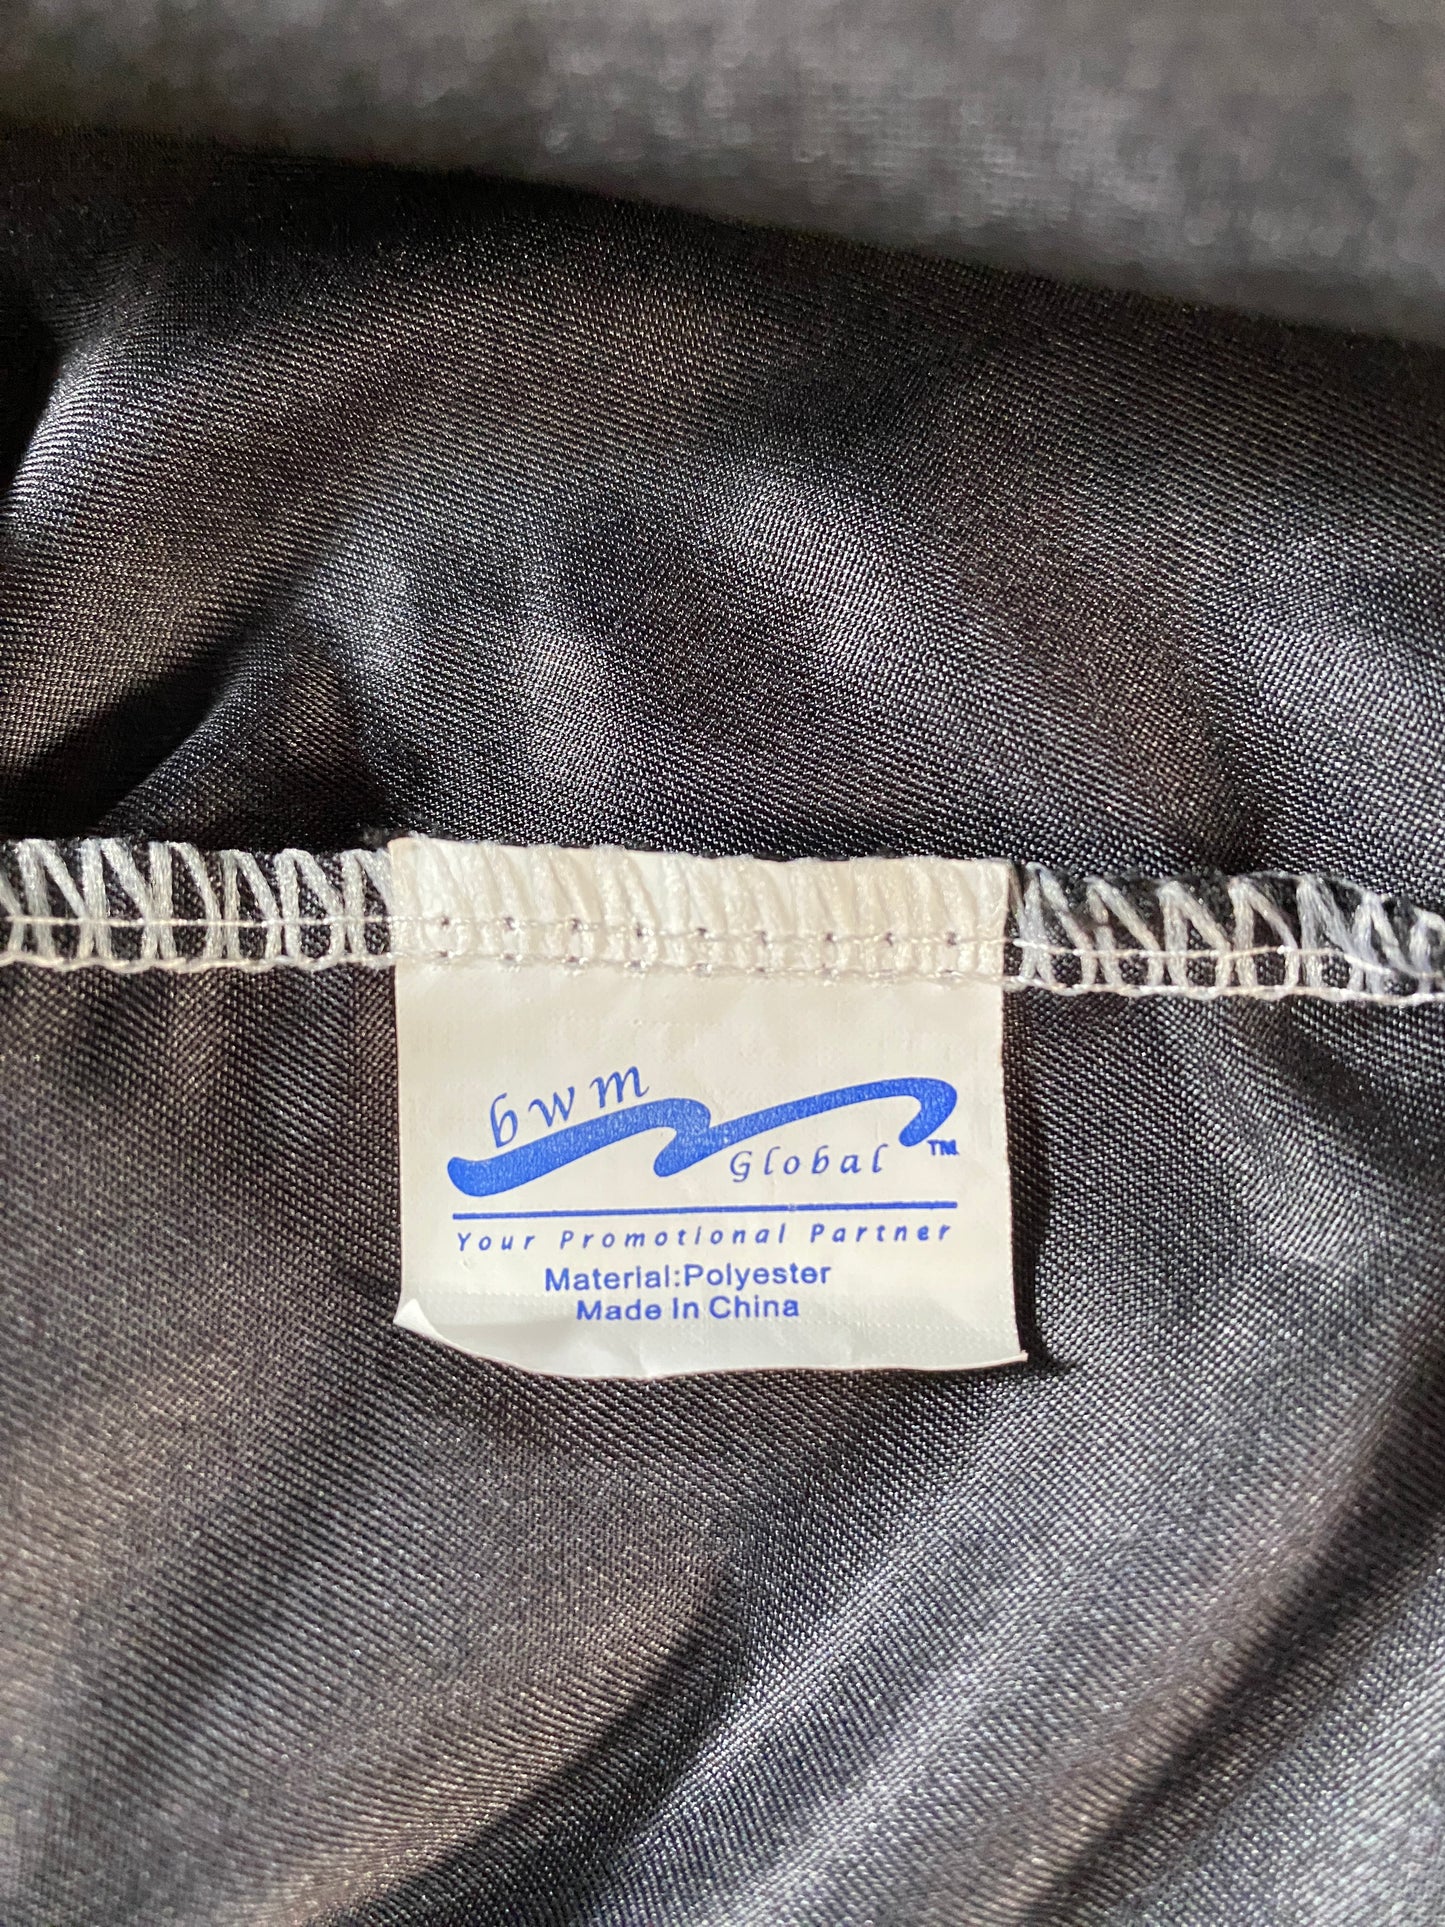 bwm
Global TM
Your Promotional Partner
Material:Polyester
Made In China